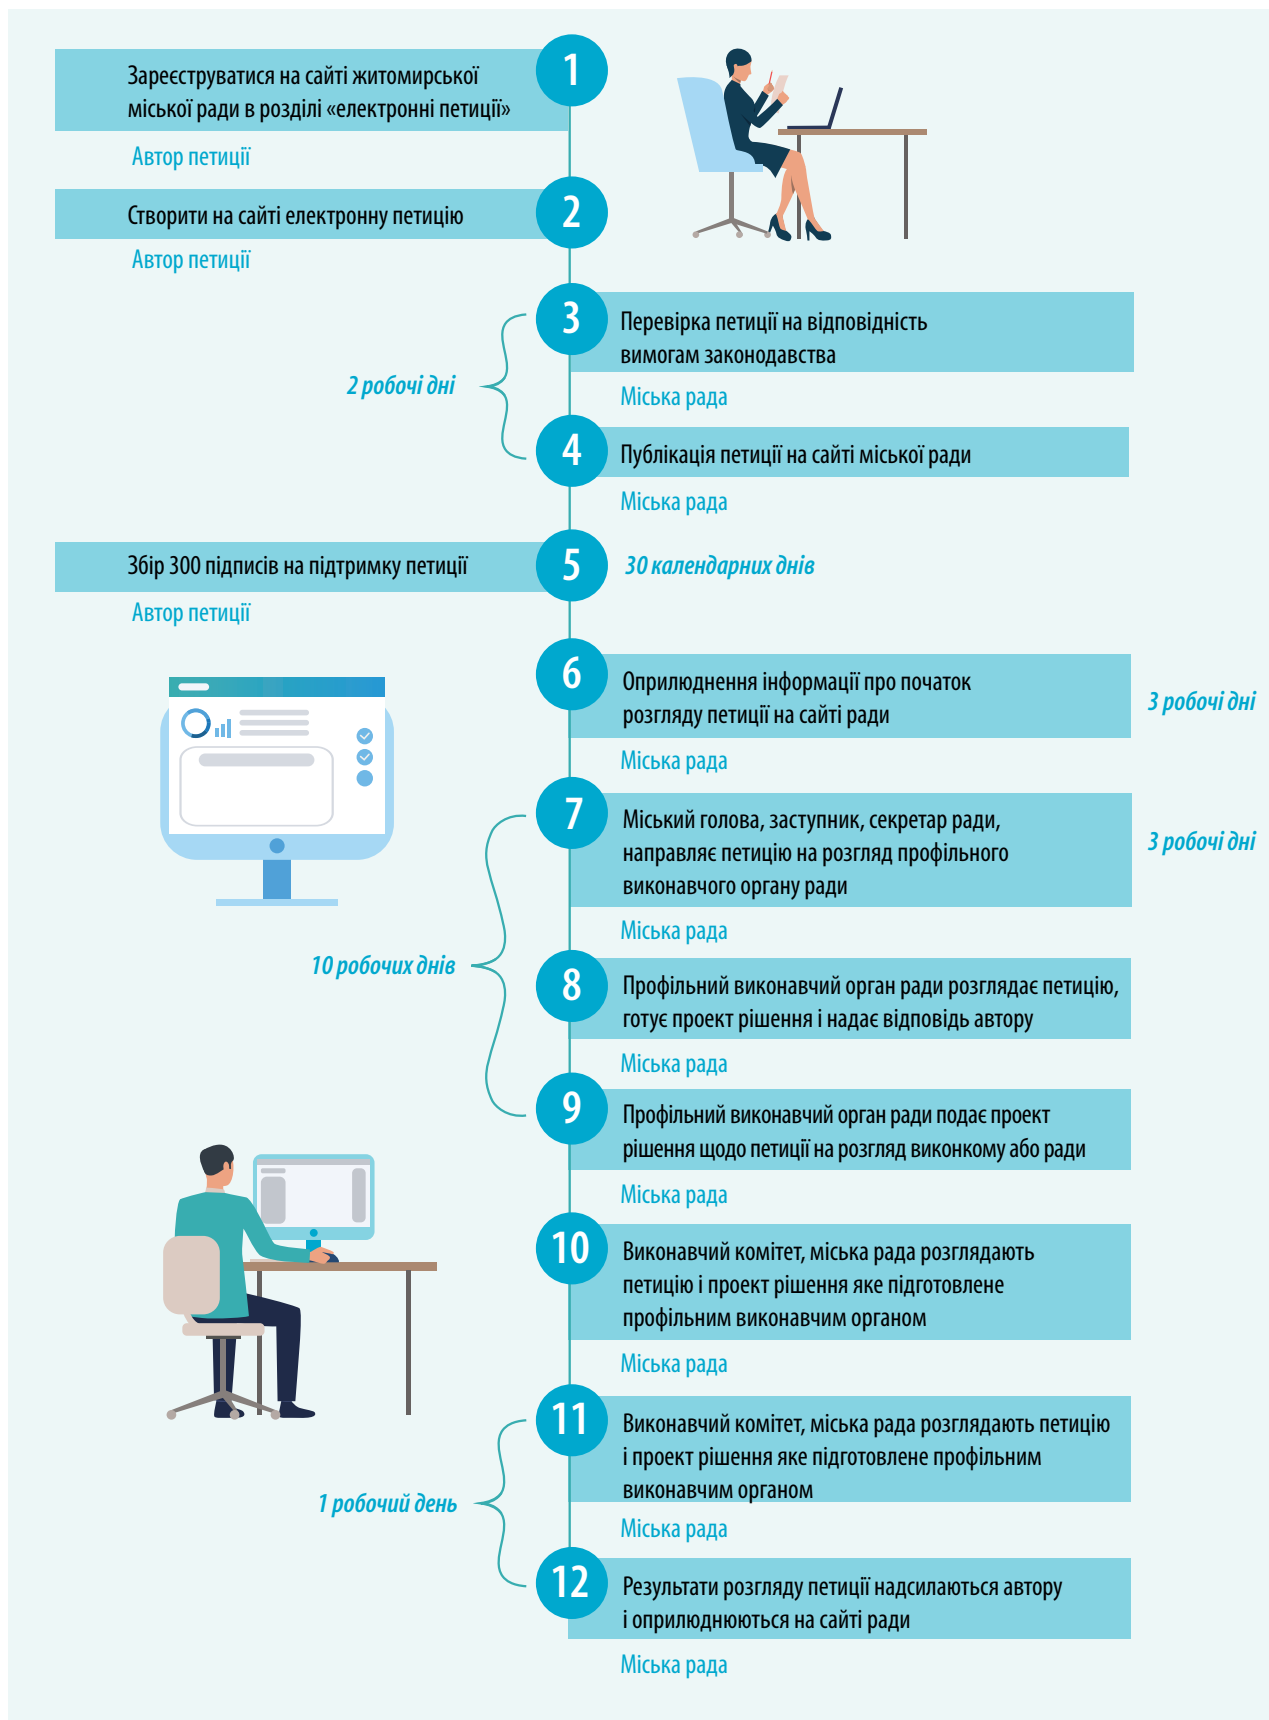 1
Зареєструватися на сайті житомирської
міської ради в розділі «електронні петиції»
Автор петиції
2
Створити на сайті електронну петицію
Автор петиції
3
Перевірка петиції на відповідність
вимогам законодавства
Міська рада
2 робочі дні
4
Публікація петиції на сайті міської ради
Міська рада
5
Збір 300 підписів на підтримку петиції
30 календарних днів
Автор петиції
6
Оприлюднення інформації про початок
розгляду петиції на сайті ради
3 робочі дні
Міська рада
7
Міський голова, заступник, секретар ради,
направляє петицію на розгляд профільного
виконавчого органу ради
3 робочі дні
Міська рада
10 робочих днів
8
Профільний виконавчий орган ради розглядає петицію,
готує проект рішення і надає відповідь автору
Міська рада
9
Профільний виконавчий орган ради подає проект
рішення щодо петиції на розгляд виконкому або ради
Міська рада
10
Виконавчий комітет, міська рада розглядають
петицію і проект рішення яке підготовлене
профільним виконавчим органом
Міська рада
11
Виконавчий комітет, міська рада розглядають петицію
і проект рішення яке підготовлене профільним
виконавчим органом
Міська рада
1 робочий день
12
Результати розгляду петиції надсилаються автору
і оприлюднюються на сайті ради
Міська рада